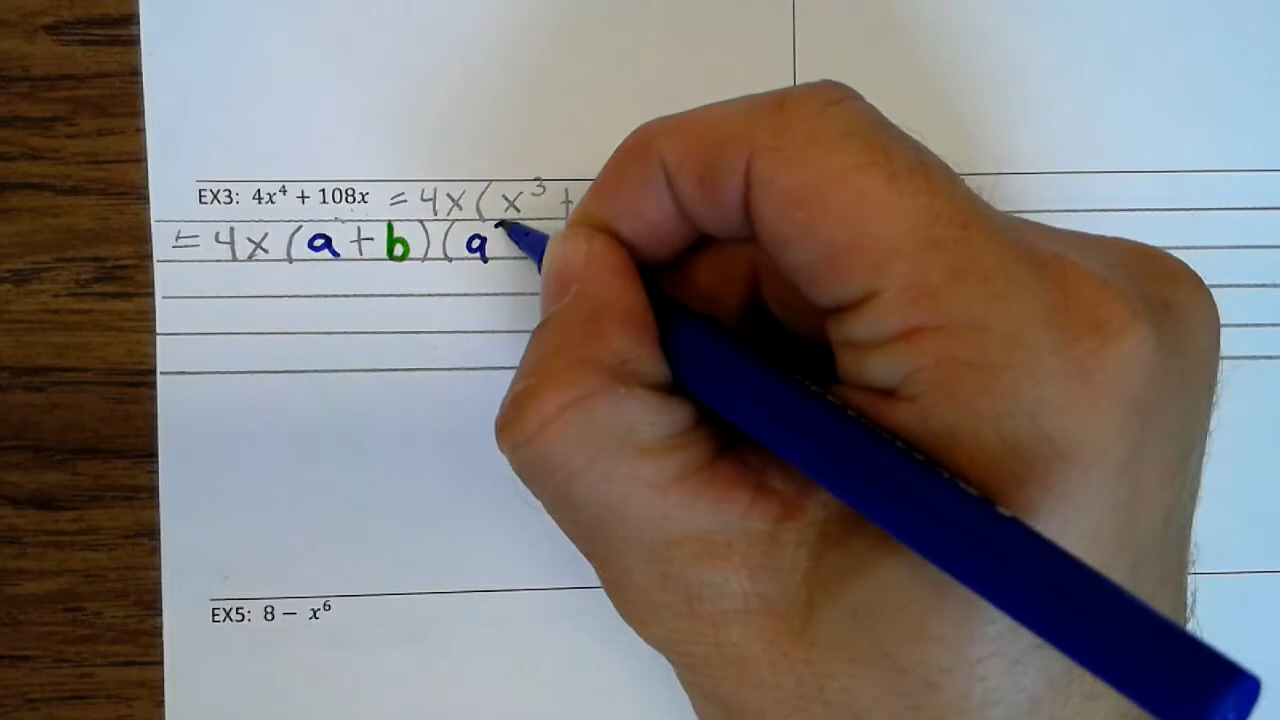 EX3: 4x⁴ + 108x = 4x(x³ +
= 4x(a+b)(a
EX5: 8 − x⁶